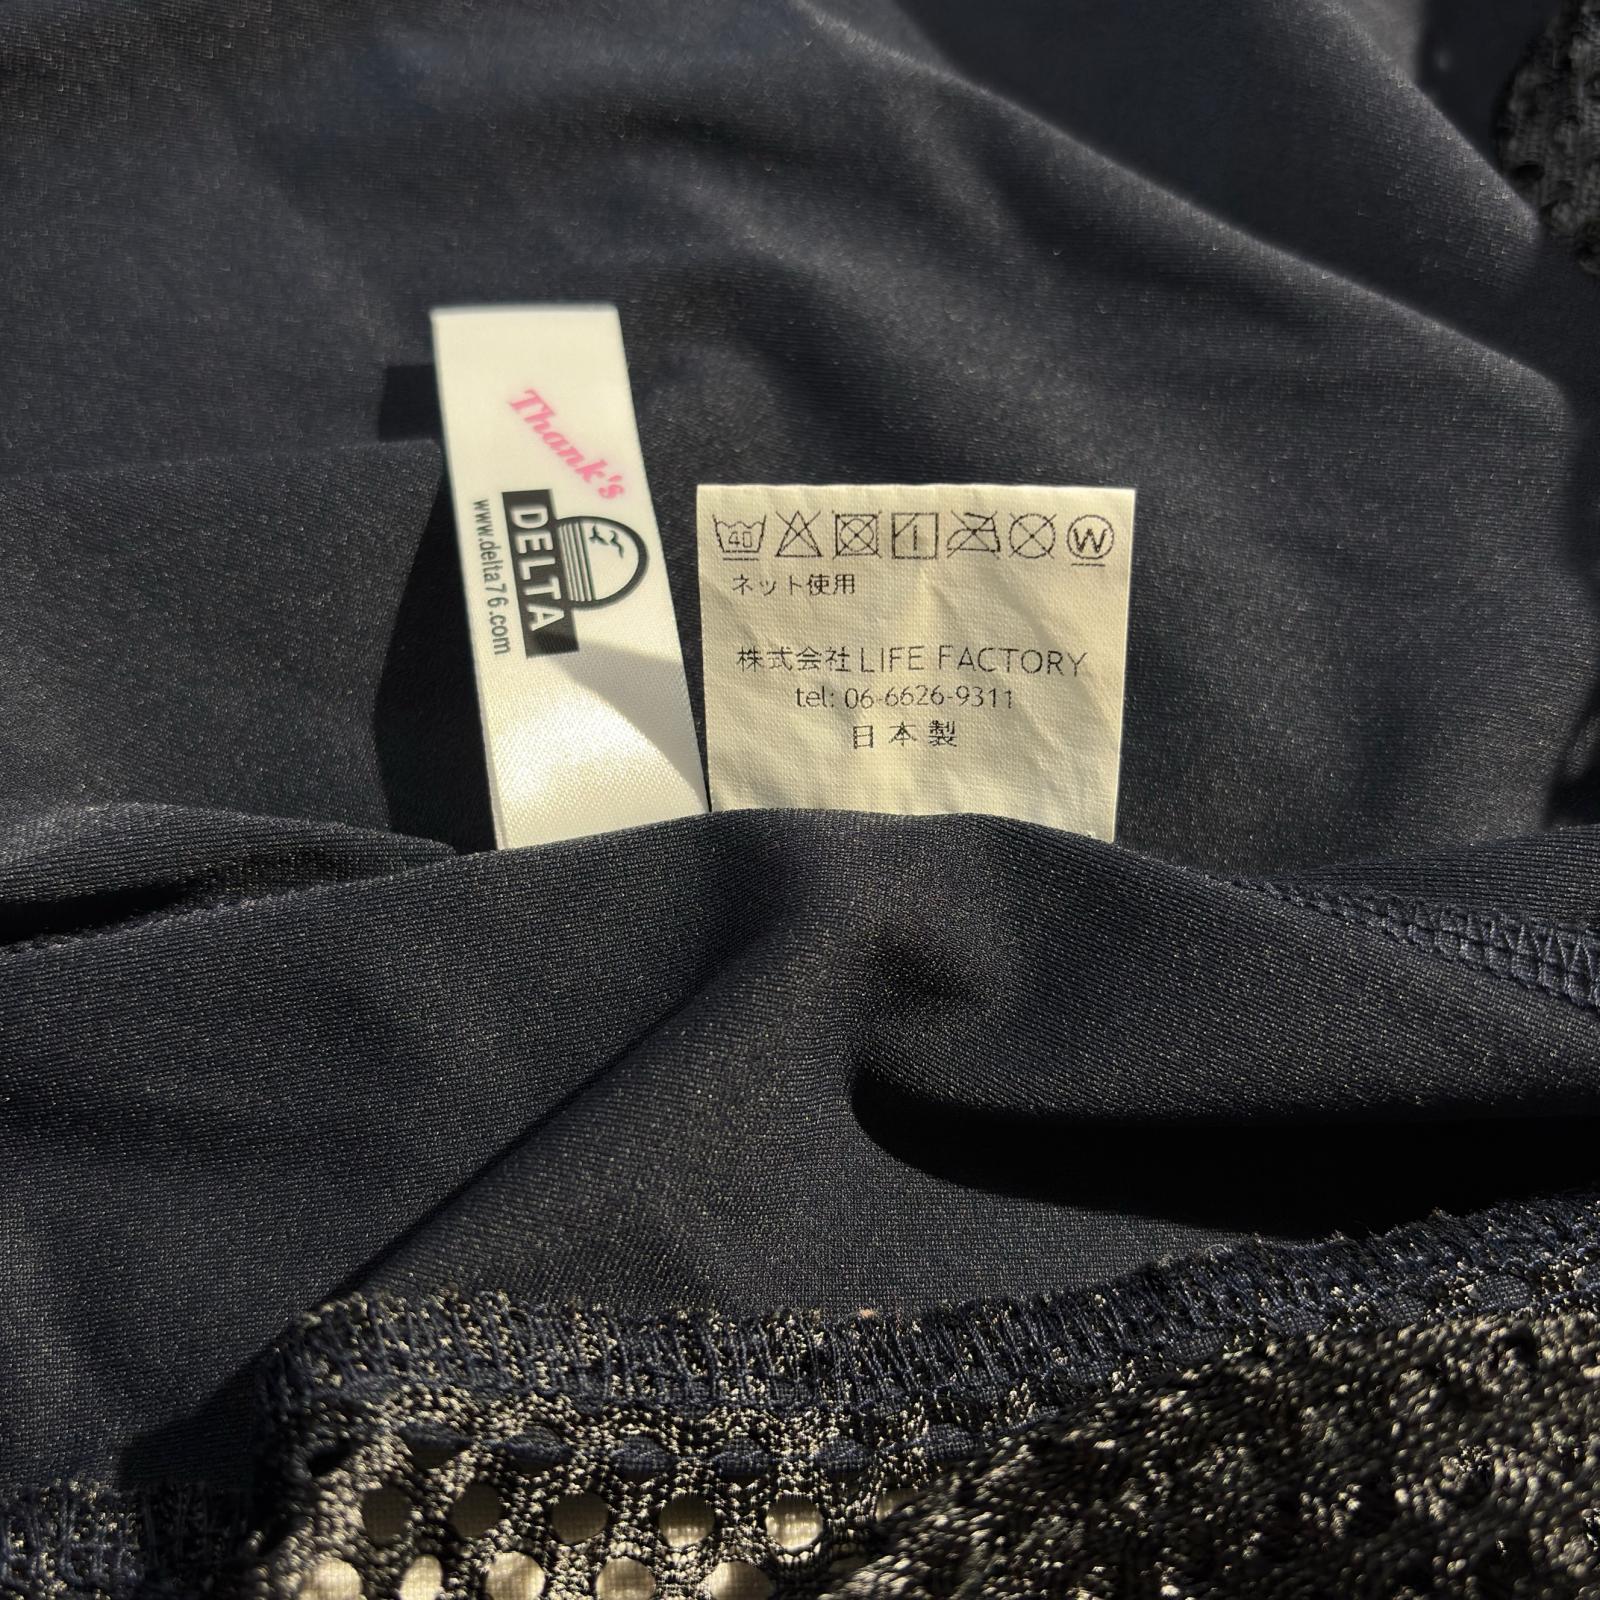 Thank's
DELTA
www.delta76.com
40
W
ネット使用
株式会社 LIFE FACTORY
tel: 06-6626-9311
日本製